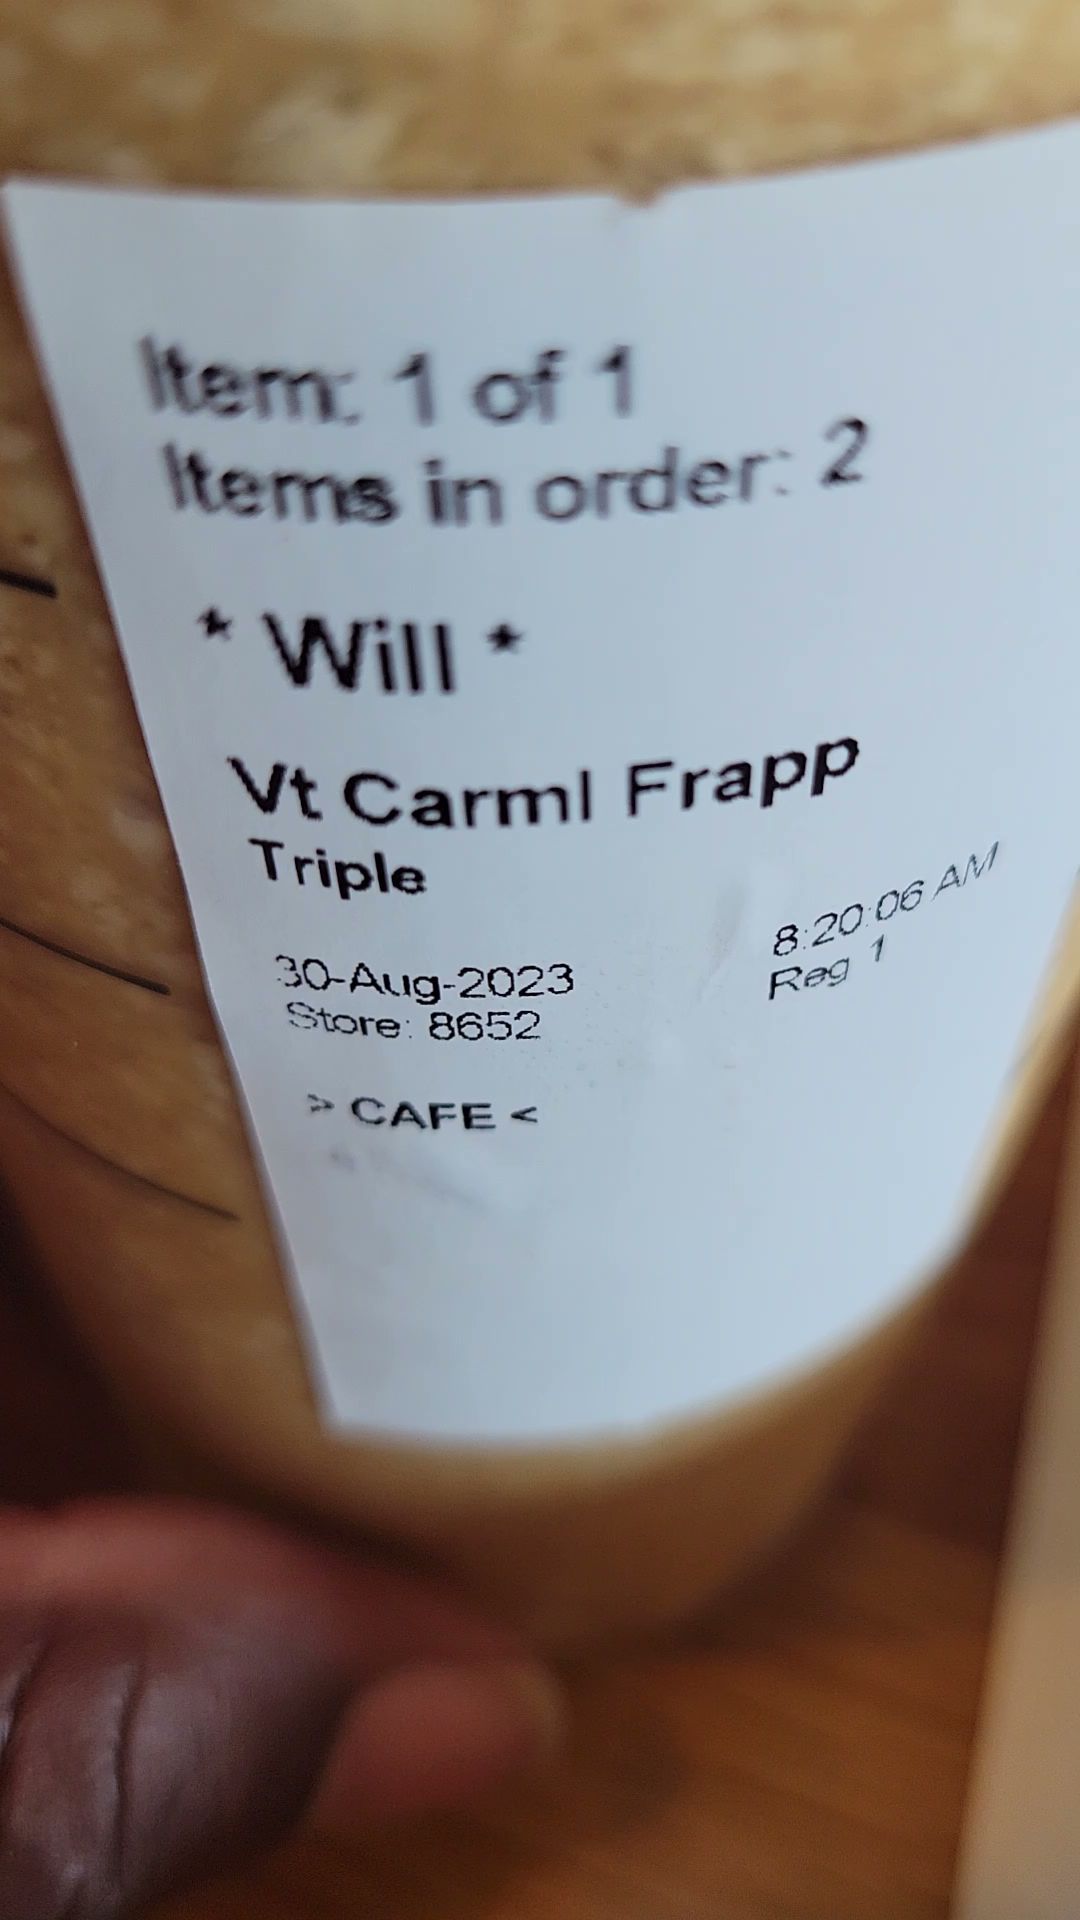 Item: 1 of 1
Items in order: 2
* Will *
Vt Carml Frapp
Triple
8:20:06 AM
30-Aug-2023
Reg 1
Store: 8652
> CAFE <